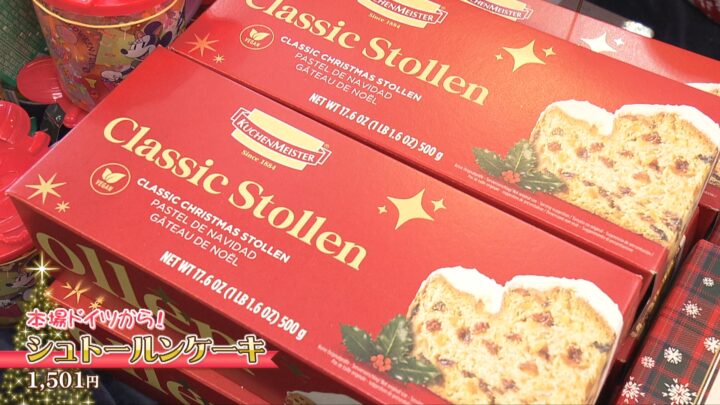 KUCHENMEISTER
Since 1884
Classic Stollen
VEGAN
CLASSIC CHRISTMAS STOLLEN
PASTEL DE NAVIDAD
GÂTEAU DE NOËL
NET WT 17.6 OZ (1 LB 1.6 OZ) 500 g
KUCHENMEISTER
Since 1884
Classic Stollen
VEGAN
CLASSIC CHRISTMAS STOLLEN
PASTEL DE NAVIDAD
GÂTEAU DE NOËL
NET WT 17.6 OZ (1 LB 1.6 OZ) 500 g
本場ドイツから!
シュトールンケーキ
1,501円